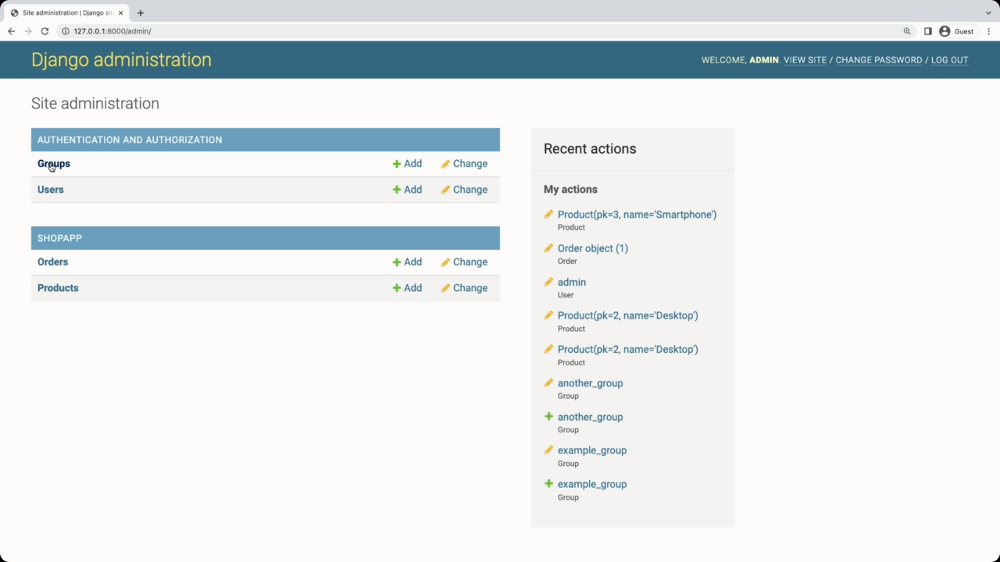 Site administration | Django sit
127.0.0.1:8000/admin/
Guest
Django administration
WELCOME, ADMIN. VIEW SITE / CHANGE PASSWORD / LOG OUT
Site administration
AUTHENTICATION AND AUTHORIZATION
Groups Add Change
Users Add Change
SHOPAPP
Orders Add Change
Products Add Change
Recent actions
My actions
Product(pk=3, name='Smartphone')
Product
Order object (1)
Order
admin
User
Product(pk=2, name='Desktop')
Product
Product(pk=2, name='Desktop')
Product
another_group
Group
another_group
Group
example_group
Group
example_group
Group